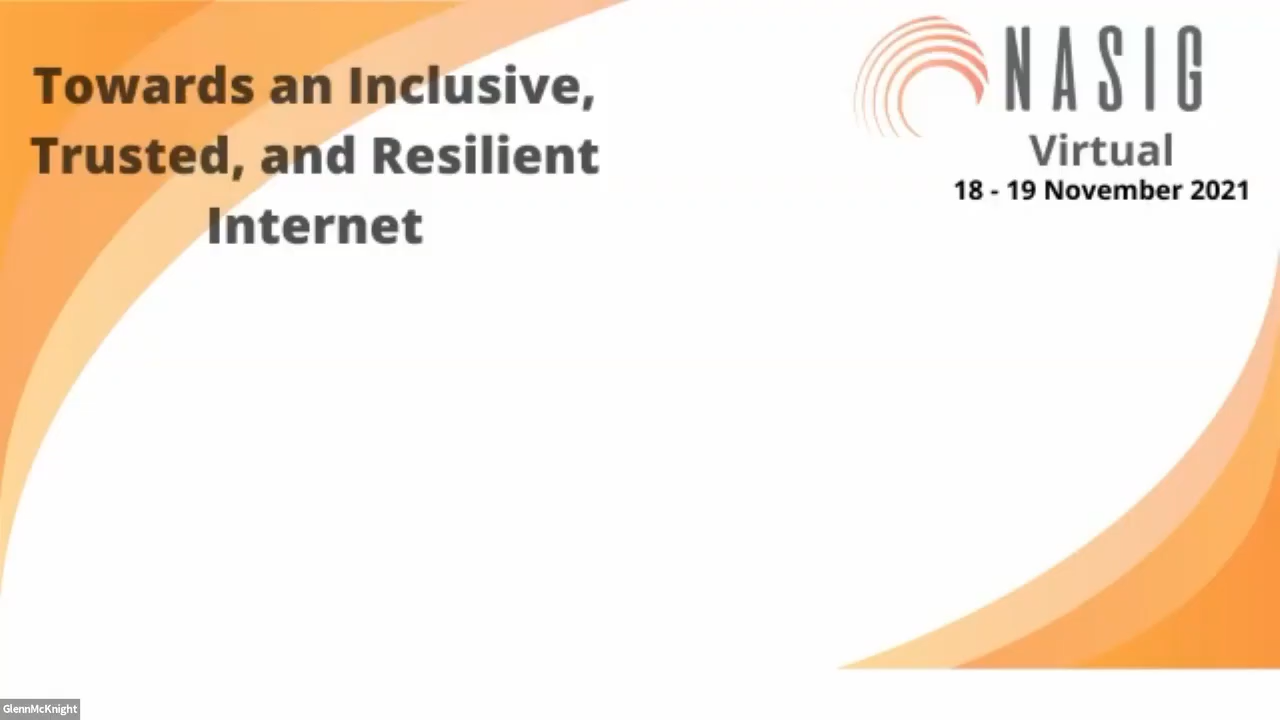 Towards an Inclusive,
Trusted, and Resilient
Internet
NASIG
Virtual
18 - 19 November 2021
GlennMcKnight